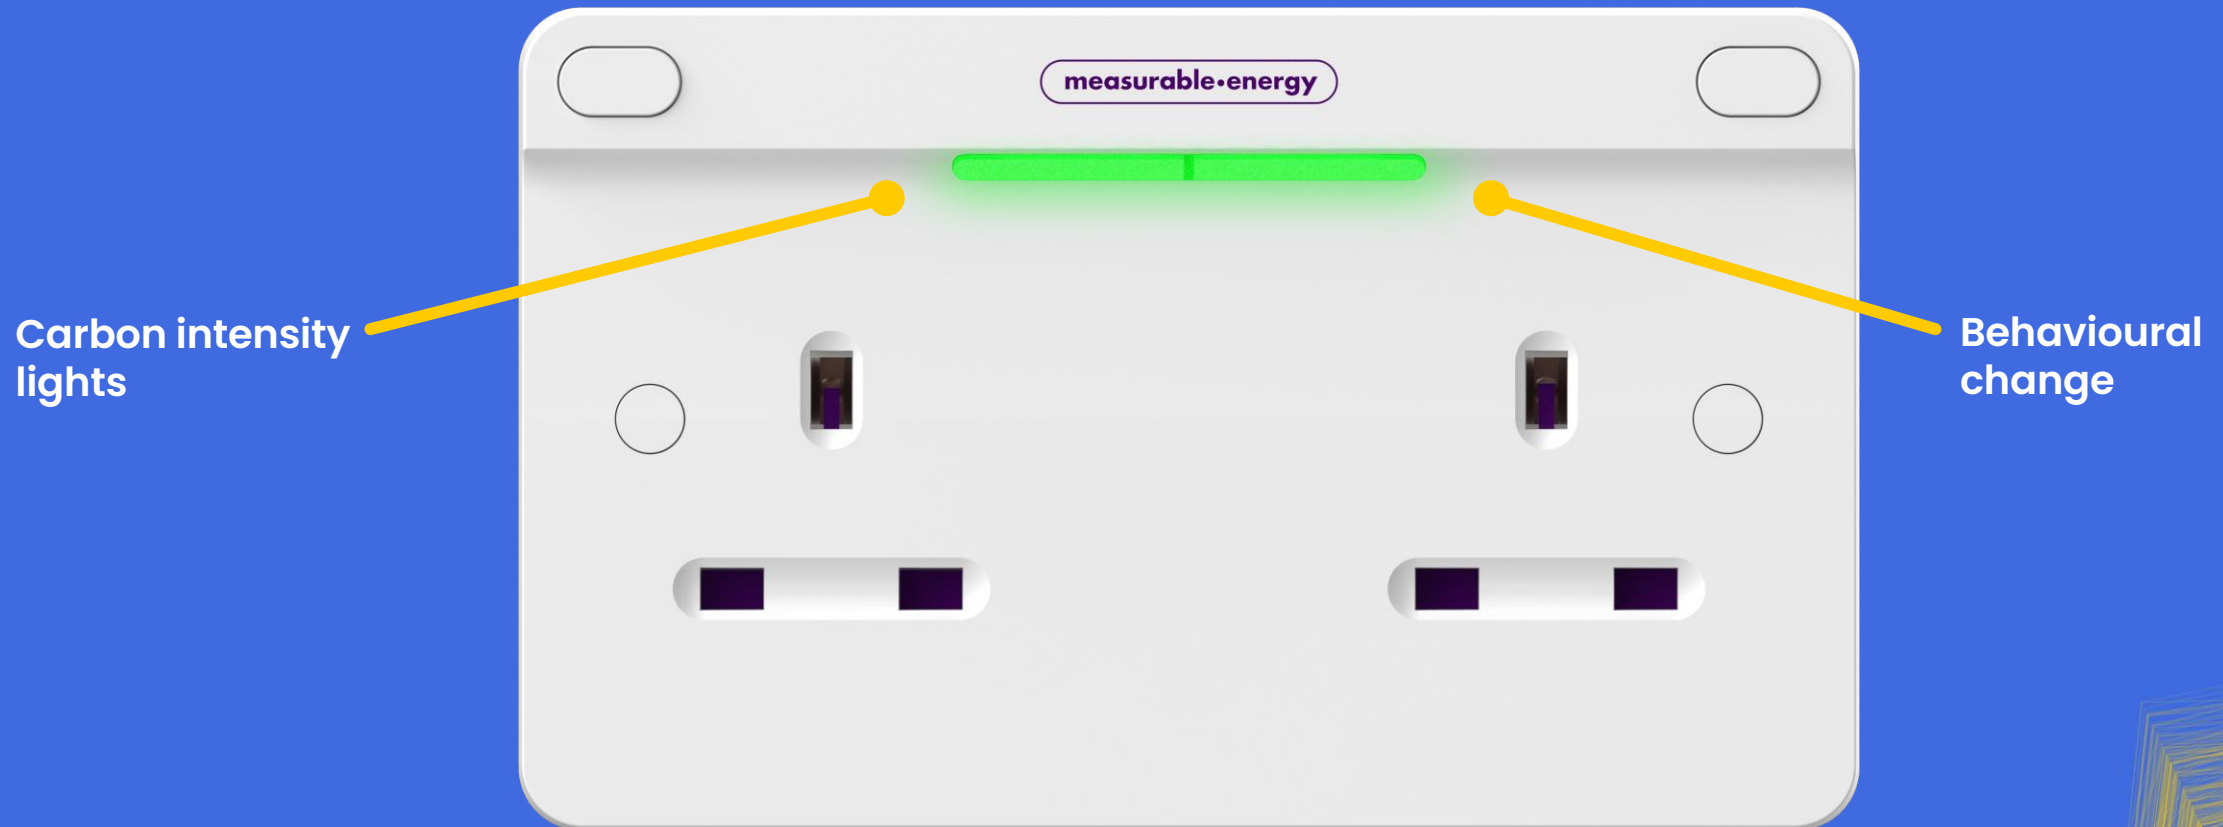 measurable•energy
Carbon intensity
lights
Behavioural
change